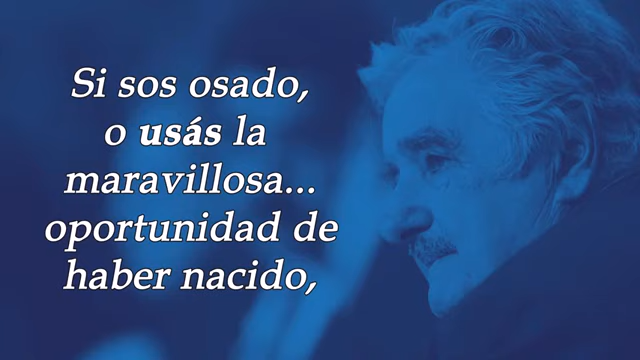 Si sos osado,
o usás la
maravillosa...
oportunidad de
haber nacido,